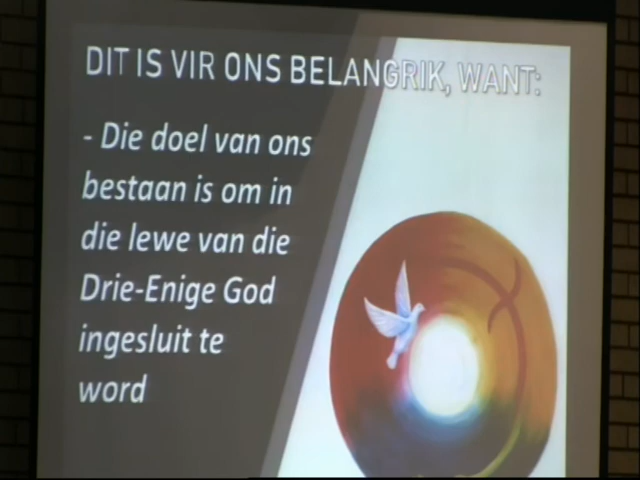 DIT IS VIR ONS BELANGRIK, WANT:
- Die doel van ons
bestaan is om in
die lewe van die
Drie-Enige God
ingesluit te
word